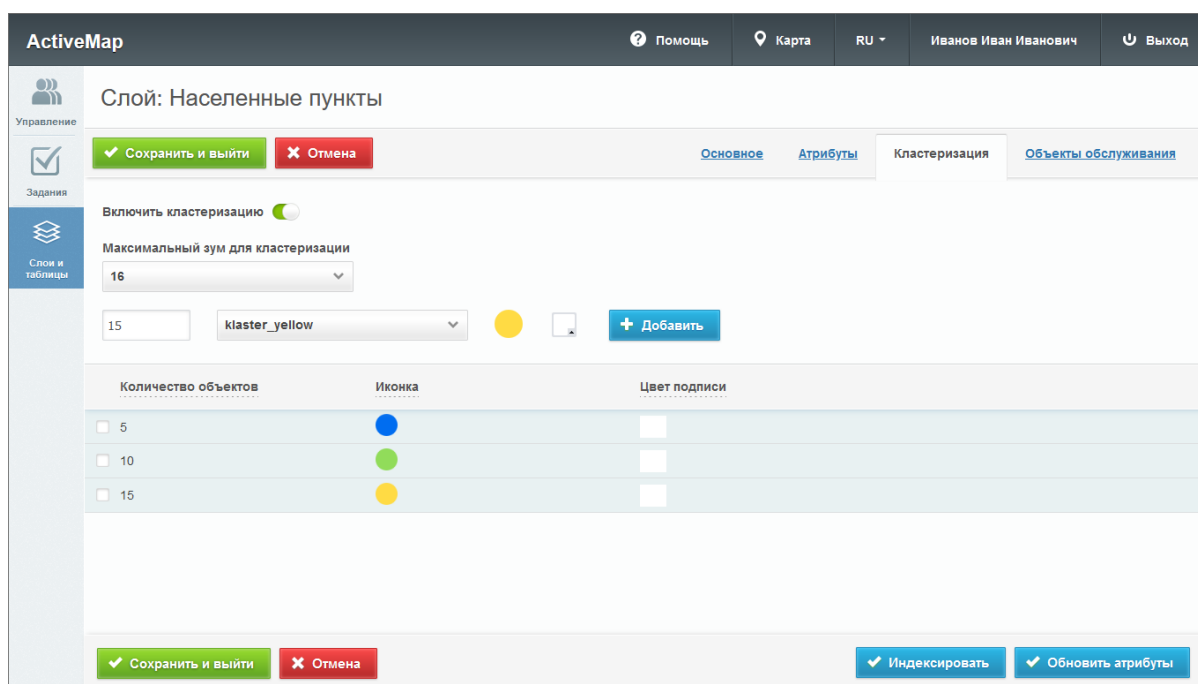 ActiveMap
Помощь
Карта
RU
Иванов Иван Иванович
Выход
Управление
Задания
Слои и
таблицы
Слой: Населенные пункты
Сохранить и выйти
Отмена
Основное
Атрибуты
Кластеризация
Объекты обслуживания
Включить кластеризацию
Максимальный зум для кластеризации
16
15
klaster_yellow
Добавить
Количество объектов
Иконка
Цвет подписи
5
10
15
Сохранить и выйти
Отмена
Индексировать
Обновить атрибуты